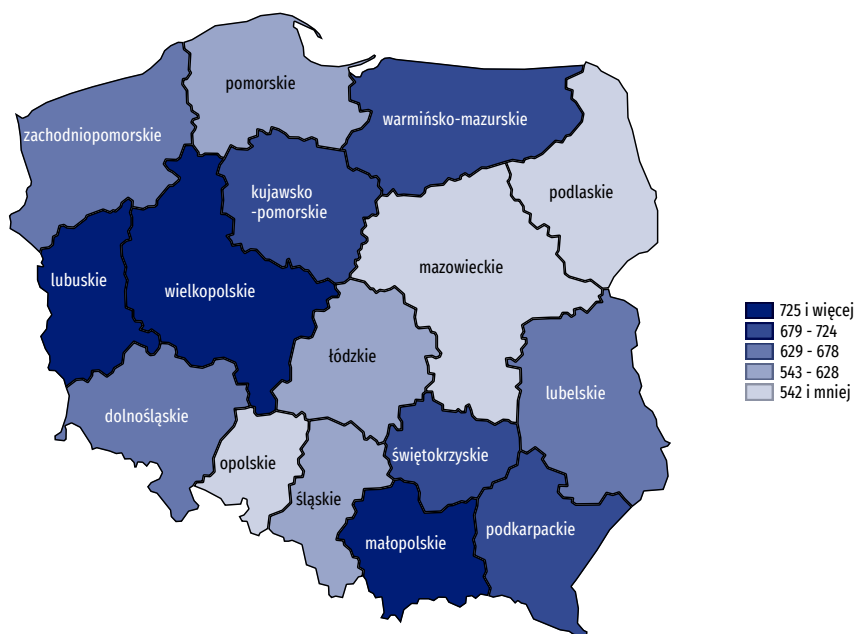 pomorskie
warmińsko-mazurskie
zachodniopomorskie
podlaskie
kujawsko
-pomorskie
mazowieckie
lubuskie
wielkopolskie
łódzkie
lubelskie
dolnośląskie
opolskie
świętokrzyskie
śląskie
podkarpackie
małopolskie
725 i więcej
679 - 724
629 - 678
543 - 628
542 i mniej